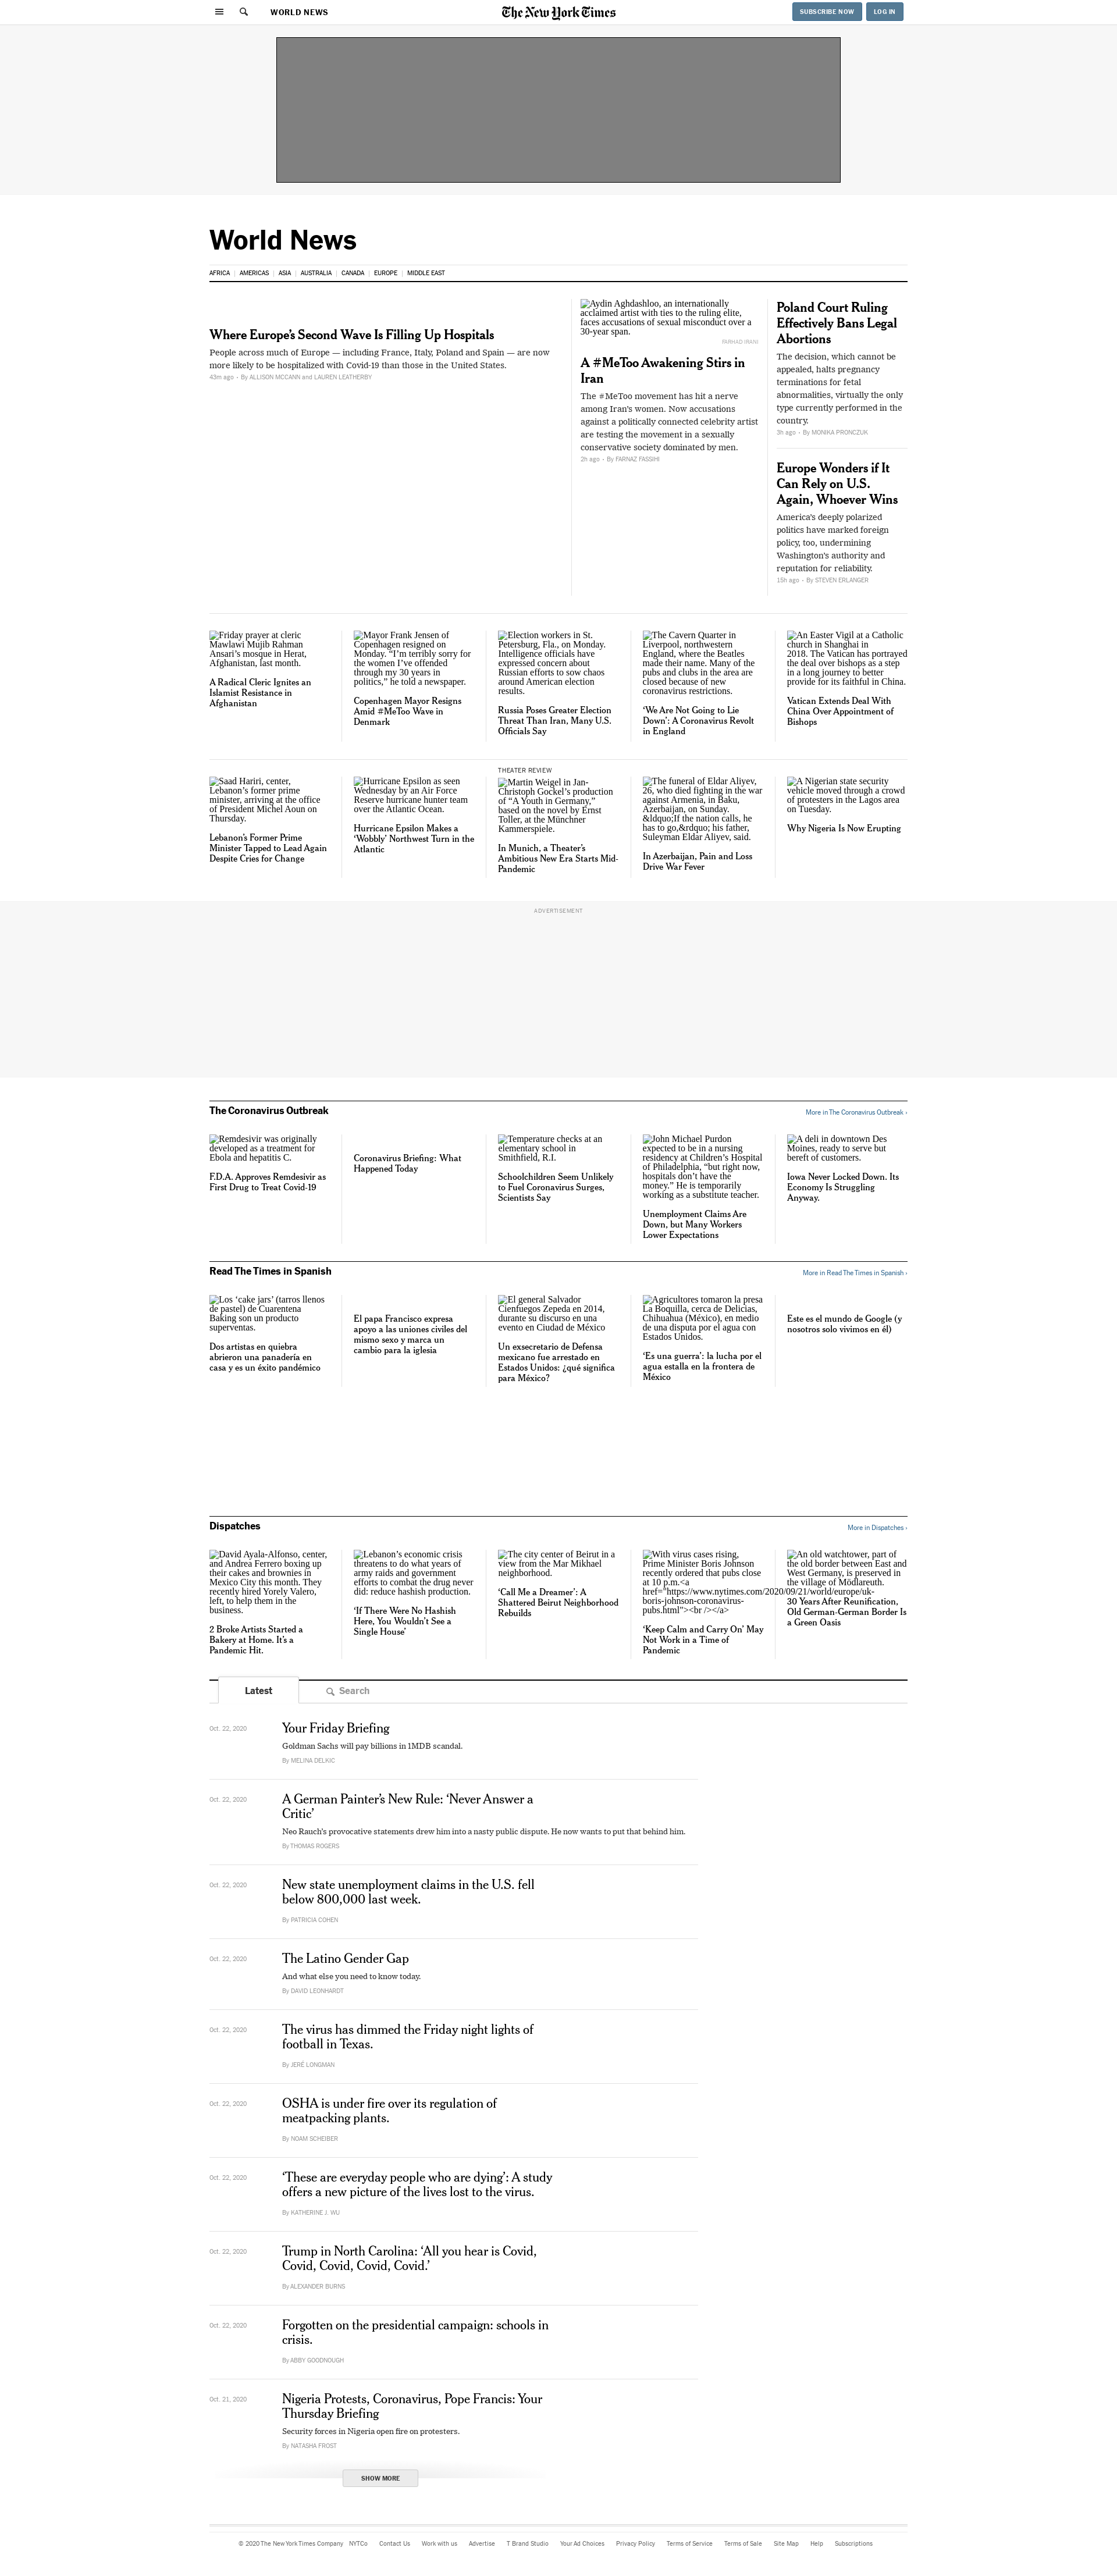 WORLD NEWS
The New York Times
SUBSCRIBE NOW
LOG IN
World News
AFRICA
AMERICAS
ASIA
AUSTRALIA
CANADA
EUROPE
MIDDLE EAST
Where Europe's Second Wave Is Filling Up Hospitals
People across much of Europe — including France, Italy, Poland and Spain — are now
more likely to be hospitalized with Covid-19 than those in the United States.
43m ago - By ALLISON MCCANN and LAUREN LEATHERBY
Aydin Aghdashloo, an internationally
acclaimed artist with ties to the ruling elite,
faces accusations of sexual misconduct over a
30-year span.
FARHAD IRANI
A #MeToo Awakening Stirs in
Iran
The #MeToo movement has hit a nerve
among Iran's women. Now accusations
against a politically connected celebrity artist
are testing the movement in a sexually
conservative society dominated by men.
2h ago - By FARNAZ FASSIHI
Poland Court Ruling
Effectively Bans Legal
Abortions
The decision, which cannot be
appealed, halts pregnancy
terminations for fetal
abnormalities, virtually the only
type currently performed in the
country.
3h ago - By MONIKA PRONCZUK
Europe Wonders if It
Can Rely on U.S.
Again, Whoever Wins
America's deeply polarized
politics have marked foreign
policy, too, undermining
Washington's authority and
reputation for reliability.
15h ago - By STEVEN ERLANGER
Friday prayer at cleric
Mawlawi Mujib Rahman
Ansari's mosque in Herat,
Afghanistan, last month.
A Radical Cleric Ignites an
Islamist Resistance in
Afghanistan
Mayor Frank Jensen of
Copenhagen resigned on
Monday. “I'm terribly sorry for
the women I've offended
through my 30 years in
politics,” he told a newspaper.
Copenhagen Mayor Resigns
Amid #MeToo Wave in
Denmark
Election workers in St.
Petersburg, Fla., on Monday.
Intelligence officials have
expressed concern about
Russian efforts to sow chaos
around American election
results.
Russia Poses Greater Election
Threat Than Iran, Many U.S.
Officials Say
The Cavern Quarter in
Liverpool, northwestern
England, where the Beatles
made their name. Many of the
pubs and clubs in the area are
closed because of new
coronavirus restrictions.
‘We Are Not Going to Lie
Down’: A Coronavirus Revolt
in England
An Easter Vigil at a Catholic
church in Shanghai in
2018. The Vatican has portrayed
the deal over bishops as a step
in a long journey to better
provide for its faithful in China.
Vatican Extends Deal With
China Over Appointment of
Bishops
Saad Hariri, center,
Lebanon's former prime
minister, arriving at the office
of President Michel Aoun on
Thursday.
Lebanon's Former Prime
Minister Tapped to Lead Again
Despite Cries for Change
Hurricane Epsilon as seen
Wednesday by an Air Force
Reserve hurricane hunter team
over the Atlantic Ocean.
Hurricane Epsilon Makes a
‘Wobbly’ Northwest Turn in the
Atlantic
THEATER REVIEW
Martin Weigel in Jan-
Christoph Gockel's production
of “A Youth in Germany,”
based on the novel by Ernst
Toller, at the Münchner
Kammerspiele.
In Munich, a Theater's
Ambitious New Era Starts Mid-
Pandemic
The funeral of Eldar Aliyev,
26, who died fighting in the war
against Armenia, in Baku,
Azerbaijan, on Sunday.
&ldquo;If the nation calls, he
has to go,&rdquo; his father,
Suleyman Eldar Aliyev, said.
In Azerbaijan, Pain and Loss
Drive War Fever
A Nigerian state security
vehicle moved through a crowd
of protesters in the Lagos area
on Tuesday.
Why Nigeria Is Now Erupting
ADVERTISEMENT
The Coronavirus Outbreak
More in The Coronavirus Outbreak ›
Remdesivir was originally
developed as a treatment for
Ebola and hepatitis C.
F.D.A. Approves Remdesivir as
First Drug to Treat Covid-19
Coronavirus Briefing: What
Happened Today
Temperature checks at an
elementary school in
Smithfield, R.I.
Schoolchildren Seem Unlikely
to Fuel Coronavirus Surges,
Scientists Say
John Michael Purdon
expected to be in a nursing
residency at Children's Hospital
of Philadelphia, “but right now,
hospitals don't have the
money.” He is temporarily
working as a substitute teacher.
Unemployment Claims Are
Down, but Many Workers
Lower Expectations
A deli in downtown Des
Moines, ready to serve but
bereft of customers.
Iowa Never Locked Down. Its
Economy Is Struggling
Anyway.
Read The Times in Spanish
More in Read The Times in Spanish ›
Los ‘cake jars’ (tarros llenos
de pastel) de Cuarentena
Baking son un producto
superventas.
Dos artistas en quiebra
abrieron una panadería en
casa y es un éxito pandémico
El papa Francisco expresa
apoyo a las uniones civiles del
mismo sexo y marca un
cambio para la iglesia
El general Salvador
Cienfuegos Zepeda en 2014,
durante su discurso en una
evento en Ciudad de México
Un exsecretario de Defensa
mexicano fue arrestado en
Estados Unidos: ¿qué significa
para México?
Agricultores tomaron la presa
La Boquilla, cerca de Delicias,
Chihuahua (México), en medio
de una disputa por el agua con
Estados Unidos.
‘Es una guerra’: la lucha por el
agua estalla en la frontera de
México
Este es el mundo de Google (y
nosotros solo vivimos en él)
Dispatches
More in Dispatches ›
David Ayala-Alfonso, center,
and Andrea Ferrero boxing up
their cakes and brownies in
Mexico City this month. They
recently hired Yorely Valero,
left, to help them in the
business.
2 Broke Artists Started a
Bakery at Home. It's a
Pandemic Hit.
Lebanon's economic crisis
threatens to do what years of
army raids and government
efforts to combat the drug never
did: reduce hashish production.
‘If There Were No Hashish
Here, You Wouldn't See a
Single House’
The city center of Beirut in a
view from the Mar Mikhael
neighborhood.
‘Call Me a Dreamer’: A
Shattered Beirut Neighborhood
Rebuilds
With virus cases rising,
Prime Minister Boris Johnson
recently ordered that pubs close
at 10 p.m.<a
href="https://www.nytimes.com/2020/09/21/world/europe/uk-
boris-johnson-coronavirus-
pubs.html"><br /></a>
‘Keep Calm and Carry On’ May
Not Work in a Time of
Pandemic
An old watchtower, part of
the old border between East and
West Germany, is preserved in
the village of Mödlareuth.
30 Years After Reunification,
Old German-German Border Is
a Green Oasis
Latest
Search
Oct. 22, 2020
Your Friday Briefing
Goldman Sachs will pay billions in 1MDB scandal.
By MELINA DELKIC
Oct. 22, 2020
A German Painter's New Rule: ‘Never Answer a
Critic’
Neo Rauch's provocative statements drew him into a nasty public dispute. He now wants to put that behind him.
By THOMAS ROGERS
Oct. 22, 2020
New state unemployment claims in the U.S. fell
below 800,000 last week.
By PATRICIA COHEN
Oct. 22, 2020
The Latino Gender Gap
And what else you need to know today.
By DAVID LEONHARDT
Oct. 22, 2020
The virus has dimmed the Friday night lights of
football in Texas.
By JERÉ LONGMAN
Oct. 22, 2020
OSHA is under fire over its regulation of
meatpacking plants.
By NOAM SCHEIBER
Oct. 22, 2020
‘These are everyday people who are dying’: A study
offers a new picture of the lives lost to the virus.
By KATHERINE J. WU
Oct. 22, 2020
Trump in North Carolina: ‘All you hear is Covid,
Covid, Covid, Covid, Covid.’
By ALEXANDER BURNS
Oct. 22, 2020
Forgotten on the presidential campaign: schools in
crisis.
By ABBY GOODNOUGH
Oct. 21, 2020
Nigeria Protests, Coronavirus, Pope Francis: Your
Thursday Briefing
Security forces in Nigeria open fire on protesters.
By NATASHA FROST
SHOW MORE
© 2020 The New York Times Company
NYTCo
Contact Us
Work with us
Advertise
T Brand Studio
Your Ad Choices
Privacy Policy
Terms of Service
Terms of Sale
Site Map
Help
Subscriptions